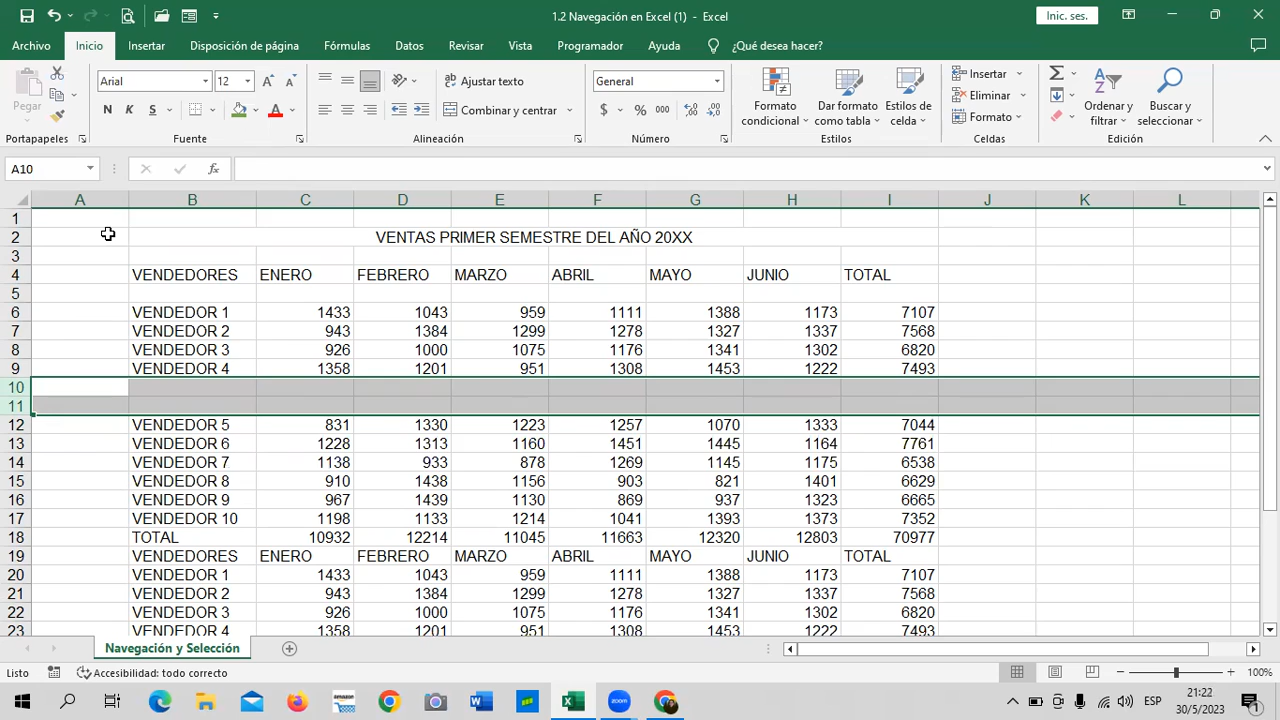 1.2 Navegación en Excel (1) - Excel
Inic. ses.
Archivo Inicio Insertar Disposición de página Fórmulas Datos Revisar Vista Programador Ayuda ¿Qué desea hacer?
Pegar
Arial 12
Ajustar texto
General
Insertar
N K S
Combinar y centrar
$ % 000
Formato condicional
Dar formato como tabla
Estilos de celda
Eliminar
Formato
Ordenar y filtrar
Buscar y seleccionar
Portapapeles Fuente Alineación Número Estilos Celdas Edición
A10
A B C D E F G H I J K L
1
2 VENTAS PRIMER SEMESTRE DEL AÑO 20XX
3
4 VENDEDORES ENERO FEBRERO MARZO ABRIL MAYO JUNIO TOTAL
5
6 VENDEDOR 1 1433 1043 959 1111 1388 1173 7107
7 VENDEDOR 2 943 1384 1299 1278 1327 1337 7568
8 VENDEDOR 3 926 1000 1075 1176 1341 1302 6820
9 VENDEDOR 4 1358 1201 951 1308 1453 1222 7493
10
11
12 VENDEDOR 5 831 1330 1223 1257 1070 1333 7044
13 VENDEDOR 6 1228 1313 1160 1451 1445 1164 7761
14 VENDEDOR 7 1138 933 878 1269 1145 1175 6538
15 VENDEDOR 8 910 1438 1156 903 821 1401 6629
16 VENDEDOR 9 967 1439 1130 869 937 1323 6665
17 VENDEDOR 10 1198 1133 1214 1041 1393 1373 7352
18 TOTAL 10932 12214 11045 11663 12320 12803 70977
19 VENDEDORES ENERO FEBRERO MARZO ABRIL MAYO JUNIO TOTAL
20 VENDEDOR 1 1433 1043 959 1111 1388 1173 7107
21 VENDEDOR 2 943 1384 1299 1278 1327 1337 7568
22 VENDEDOR 3 926 1000 1075 1176 1341 1302 6820
23 VENDEDOR 4 1358 1201 951 1308 1453 1222 7493
Navegación y Selección
Listo Accesibilidad: todo correcto 100%
ESP
21:22
30/5/2023